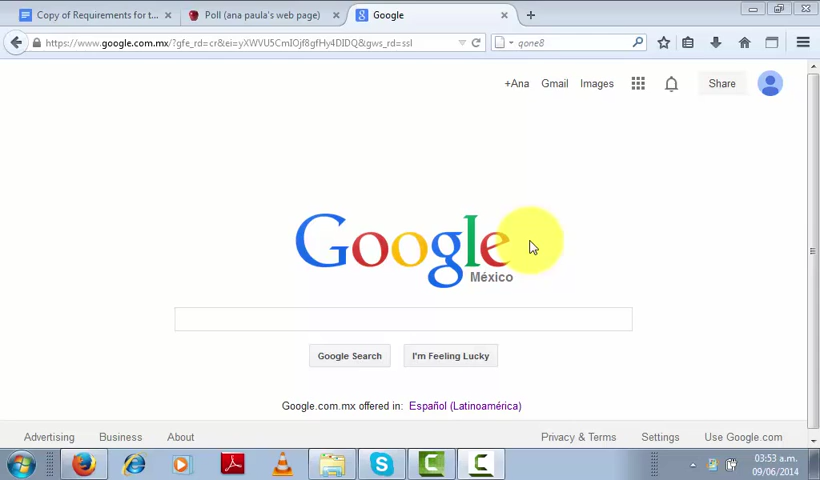 Copy of Requirements for t...
Poll (ana paula's web page)
Google
https://www.google.com.mx/?gfe_rd=cr&ei=yXWVU5CmIOjf8gfHy4DIDQ&gws_rd=ssl
qone8
+Ana
Gmail
Images
Share
Google
México
Google Search
I'm Feeling Lucky
Google.com.mx offered in: Español (Latinoamérica)
Advertising
Business
About
Privacy & Terms
Settings
Use Google.com
03:53 a.m.
09/06/2014